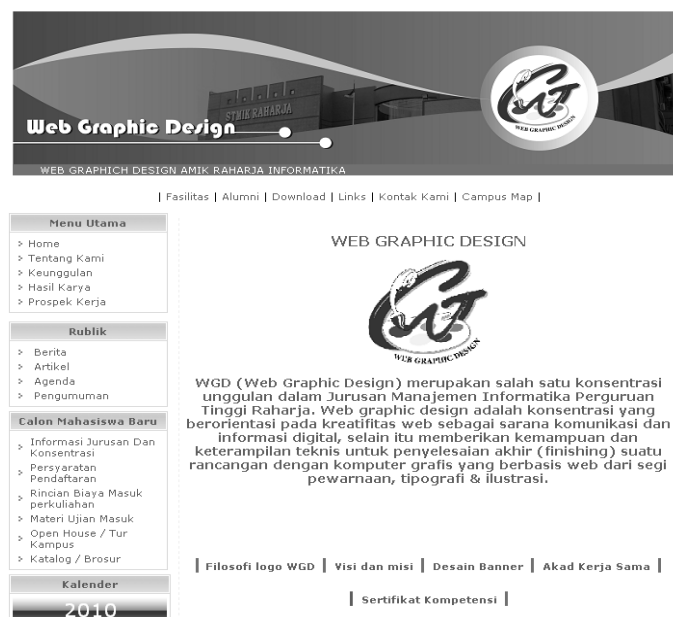 STMIK RAHARJA
Web Graphic Design
WEB GRAPHIC DESIGN
WEB GRAPHICH DESIGN AMIK RAHARJA INFORMATIKA
| Fasilitas | Alumni | Download | Links | Kontak Kami | Campus Map |
Menu Utama
> Home
> Tentang Kami
> Keunggulan
> Hasil Karya
> Prospek Kerja
Rublik
> Berita
> Artikel
> Agenda
> Pengumuman
Calon Mahasiswa Baru
> Informasi Jurusan Dan
Konsentrasi
> Persyaratan
Pendaftaran
> Rincian Biaya Masuk
perkuliahan
> Materi Ujian Masuk
> Open House / Tur
Kampus
> Katalog / Brosur
Kalender
2010
WEB GRAPHIC DESIGN
WEB GRAPHIC DESIGN
WGD (Web Graphic Design) merupakan salah satu konsentrasi
unggulan dalam Jurusan Manajemen Informatika Perguruan
Tinggi Raharja. Web graphic design adalah konsentrasi yang
berorientasi pada kreatifitas web sebagai sarana komunikasi dan
informasi digital, selain itu memberikan kemampuan dan
keterampilan teknis untuk penyelesaian akhir (finishing) suatu
rancangan dengan komputer grafis yang berbasis web dari segi
pewarnaan, tipografi & ilustrasi.
| Filosofi logo WGD | Visi dan misi | Desain Banner | Akad Kerja Sama |
| Sertifikat Kompetensi |